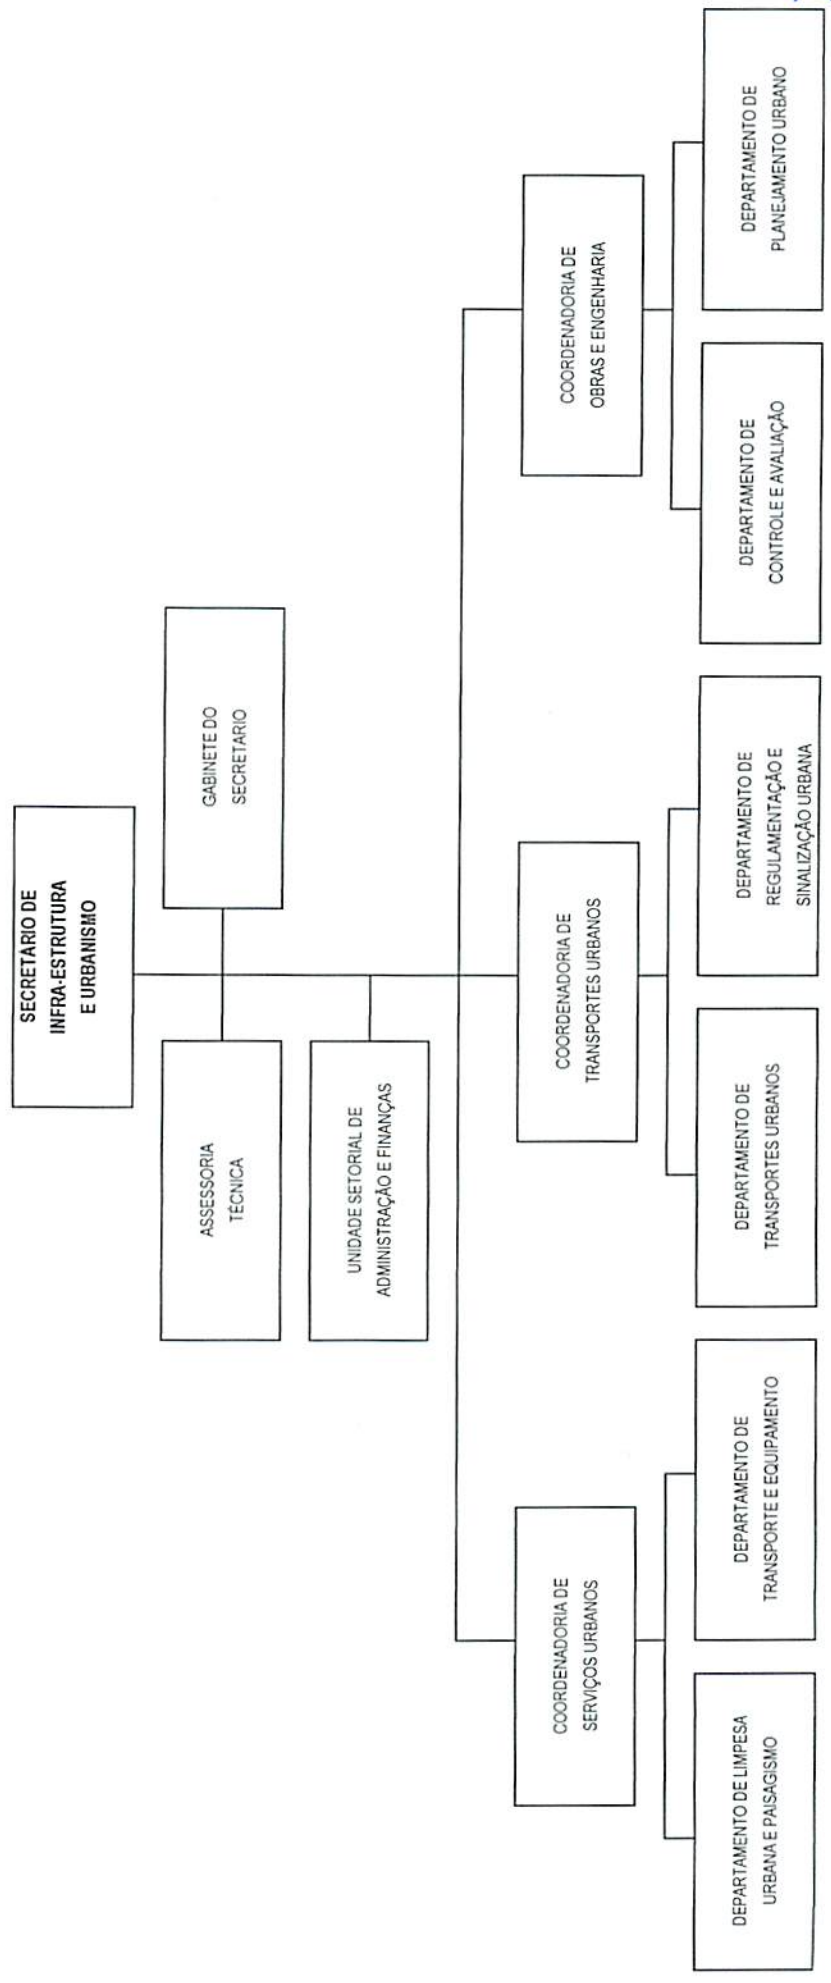 SECRETARIO DE
INFRA-ESTRUTURA
E URBANISMO
ASSESSORIA
TÉCNICA
GABINETE DO
SECRETARIO
UNIDADE SETORIAL DE
ADMINISTRAÇÃO E FINANÇAS
COORDENADORIA DE
SERVIÇOS URBANOS
COORDENADORIA DE
TRANSPORTES URBANOS
COORDENADORIA DE
OBRAS E ENGENHARIA
DEPARTAMENTO DE LIMPESA
URBANA E PAISAGISMO
DEPARTAMENTO DE
TRANSPORTE E EQUIPAMENTO
DEPARTAMENTO DE
TRANSPORTES URBANOS
DEPARTAMENTO DE
REGULAMENTAÇÃO E
SINALIZAÇÃO URBANA
DEPARTAMENTO DE
CONTROLE E AVALIAÇÃO
DEPARTAMENTO DE
PLANEJAMENTO URBANO